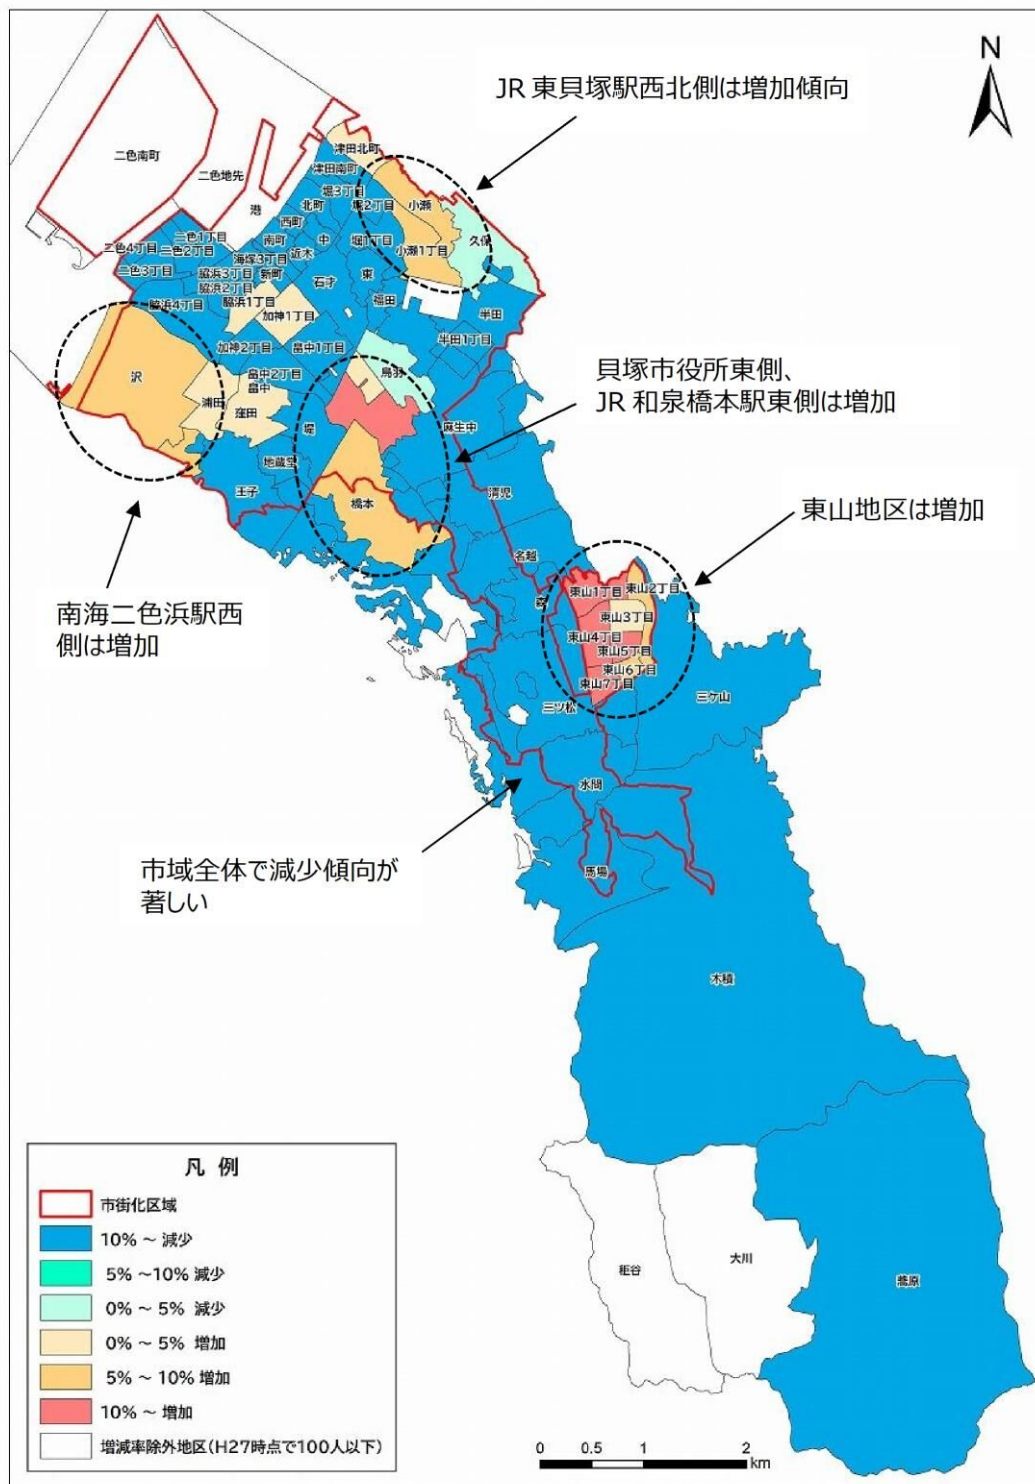 N
JR 東貝塚駅西北側は増加傾向
二色南町
二色地先
港
津田北町
津田南町
堀3丁目
堀2丁目
北町
西町
小瀬
久保
二色1丁目
二色4丁目
二色2丁目
二色3丁目
南町
中
堀1丁目
小瀬1丁目
海塚3丁目
近木
脇浜3丁目
新町
石才
東
脇浜2丁目
脇浜4丁目
脇浜1丁目
福田
加神1丁目
半田
半田1丁目
加神2丁目
畠中1丁目
畠中2丁目
畠中
鳥羽
沢
浦田
窪田
堀
麻生中
貝塚市役所東側、
JR 和泉橋本駅東側は増加
地蔵堂
王子
橋本
清児
名越
森
東山地区は増加
東山1丁目
東山2丁目
東山3丁目
東山4丁目
東山5丁目
東山6丁目
東山7丁目
南海二色浜駅西
側は増加
三ツ松
三ケ山
水間
馬場
市域全体で減少傾向が
著しい
木積
秬谷
大川
蕎原
凡 例
市街化区域
10% ～ 減少
5% ～10% 減少
0% ～ 5% 減少
0% ～ 5% 増加
5% ～ 10% 増加
10% ～ 増加
増減率除外地区(H27時点で100人以下)
0 0.5 1 2
km